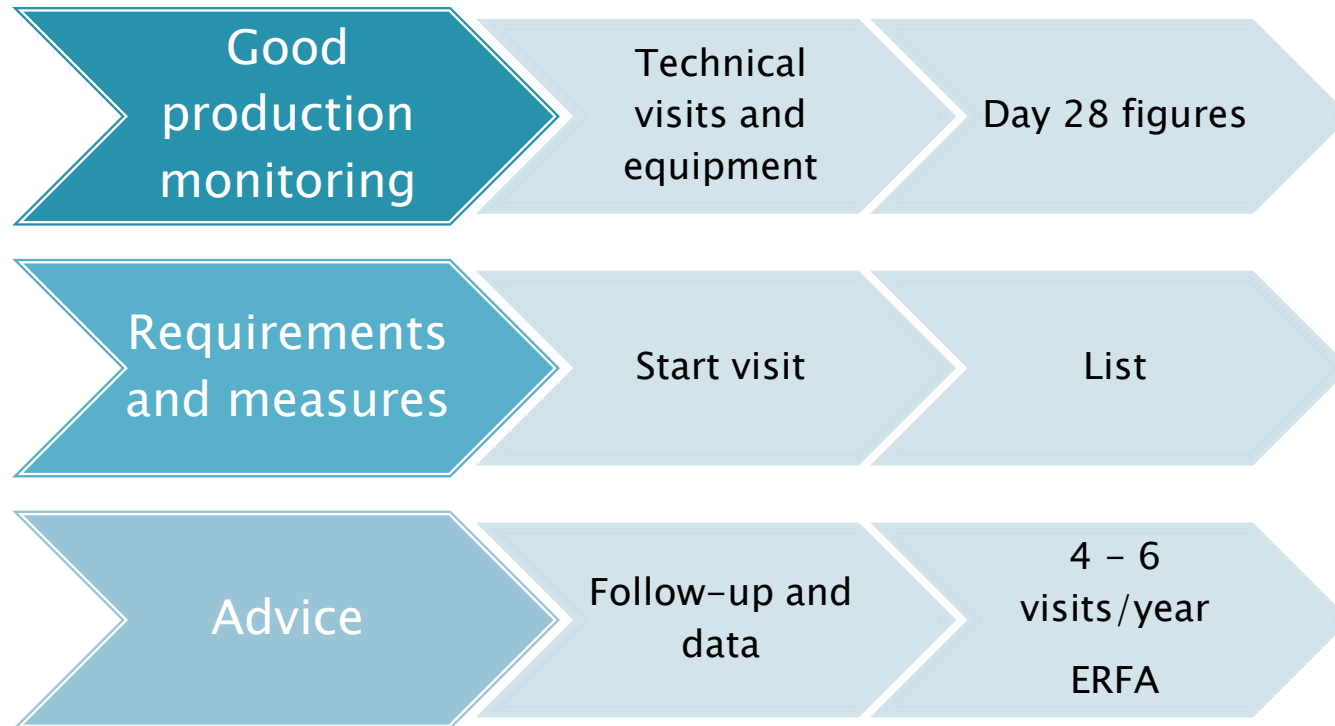 Good
production
monitoring
Technical
visits and
equipment
Day 28 figures
Requirements
and measures
Start visit
List
Advice
Follow-up and
data
4 – 6
visits/year
ERFA